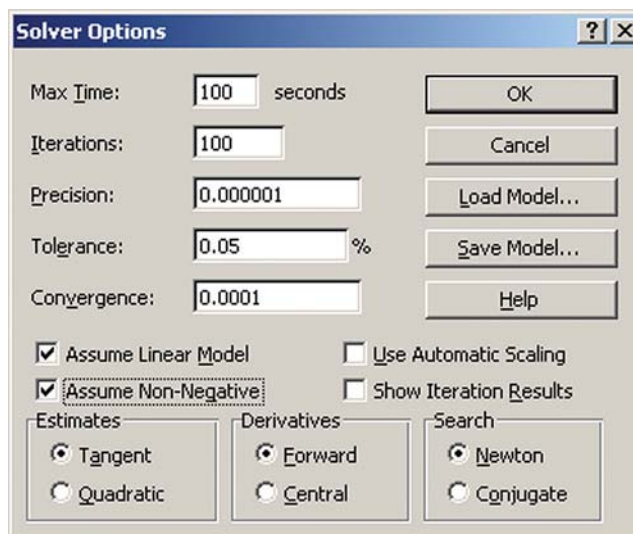 Solver Options
Max Time: 100 seconds OK
Iterations: 100 Cancel
Precision: 0.000001 Load Model...
Tolerance: 0.05 % Save Model...
Convergence: 0.0001 Help
Assume Linear Model Use Automatic Scaling
Assume Non-Negative Show Iteration Results
Estimates Derivatives Search
Tangent Forward Newton
Quadratic Central Conjugate